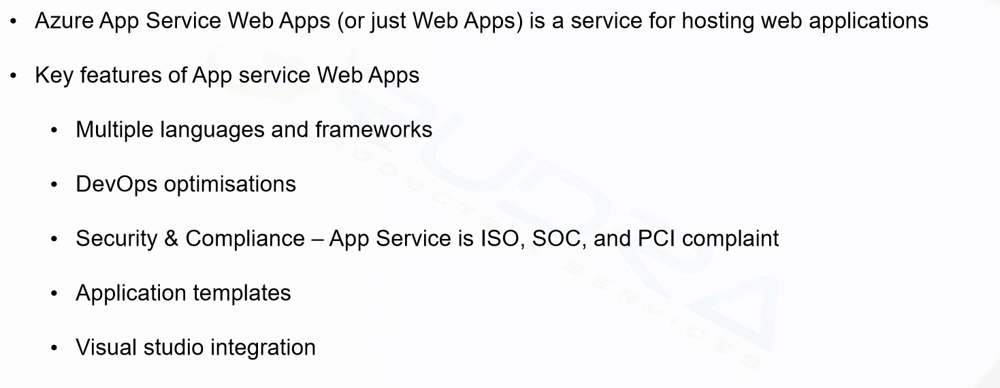 • Azure App Service Web Apps (or just Web Apps) is a service for hosting web applications
• Key features of App service Web Apps
• Multiple languages and frameworks
• DevOps optimisations
• Security & Compliance – App Service is ISO, SOC, and PCI complaint
• Application templates
• Visual studio integration